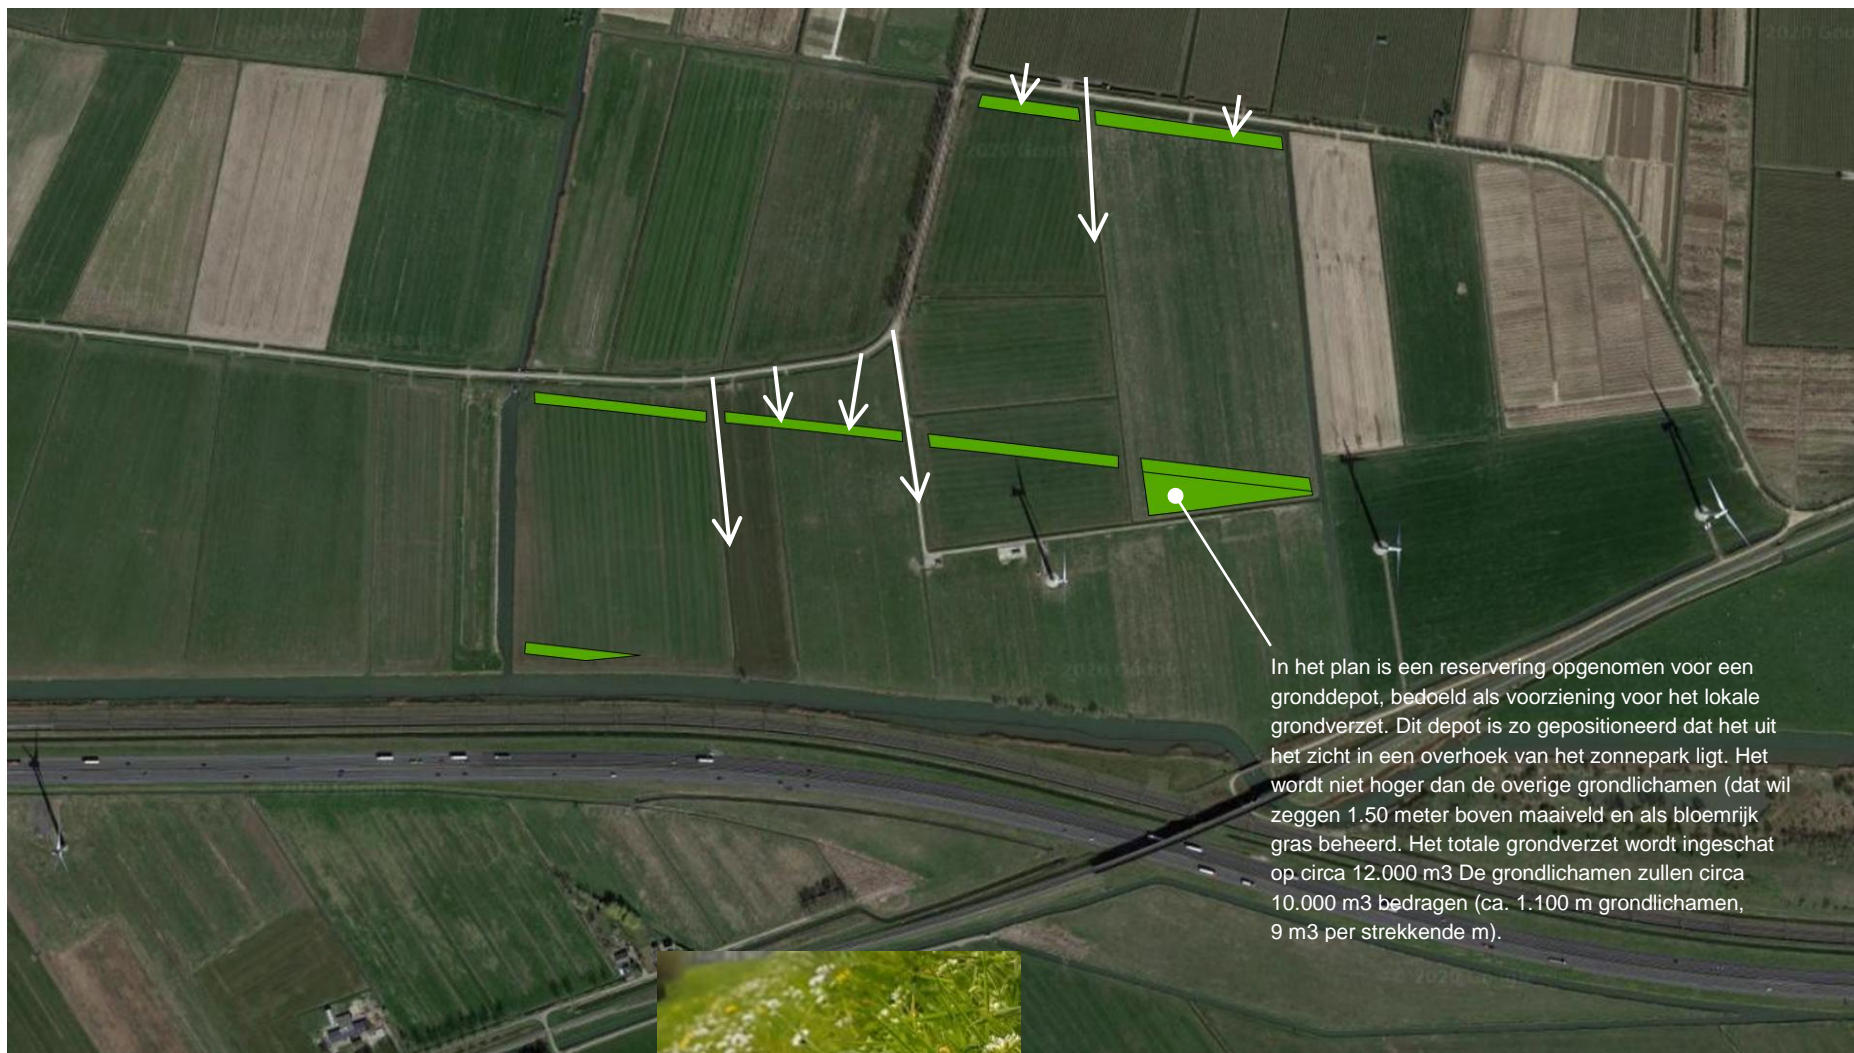 In het plan is een reservering opgenomen voor een
gronddepot, bedoeld als voorziening voor het lokale
grondverzet. Dit depot is zo gepositioneerd dat het uit
het zicht in een overhoek van het zonnepark ligt. Het
wordt niet hoger dan de overige grondlichamen (dat wil
zeggen 1.50 meter boven maaiveld en als bloemrijk
gras beheerd. Het totale grondverzet wordt ingeschat
op circa 12.000 m3 De grondlichamen zullen circa
10.000 m3 bedragen (ca. 1.100 m grondlichamen,
9 m3 per strekkende m).